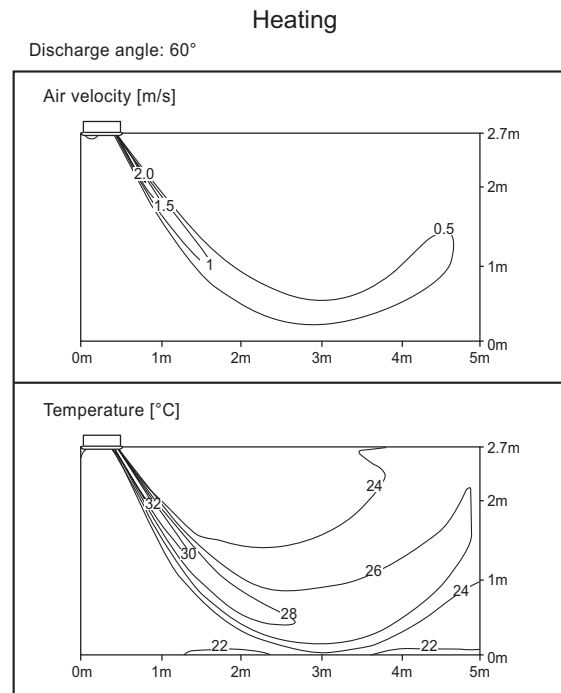 Heating
Discharge angle: 60°
Air velocity [m/s]
2.7m
2.0
2m
1.5
0.5
1
1m
0m
0m 1m 2m 3m 4m 5m
Temperature [°C]
2.7m
24
32
2m
30
26
1m
24
28
22 22
0m
0m 1m 2m 3m 4m 5m